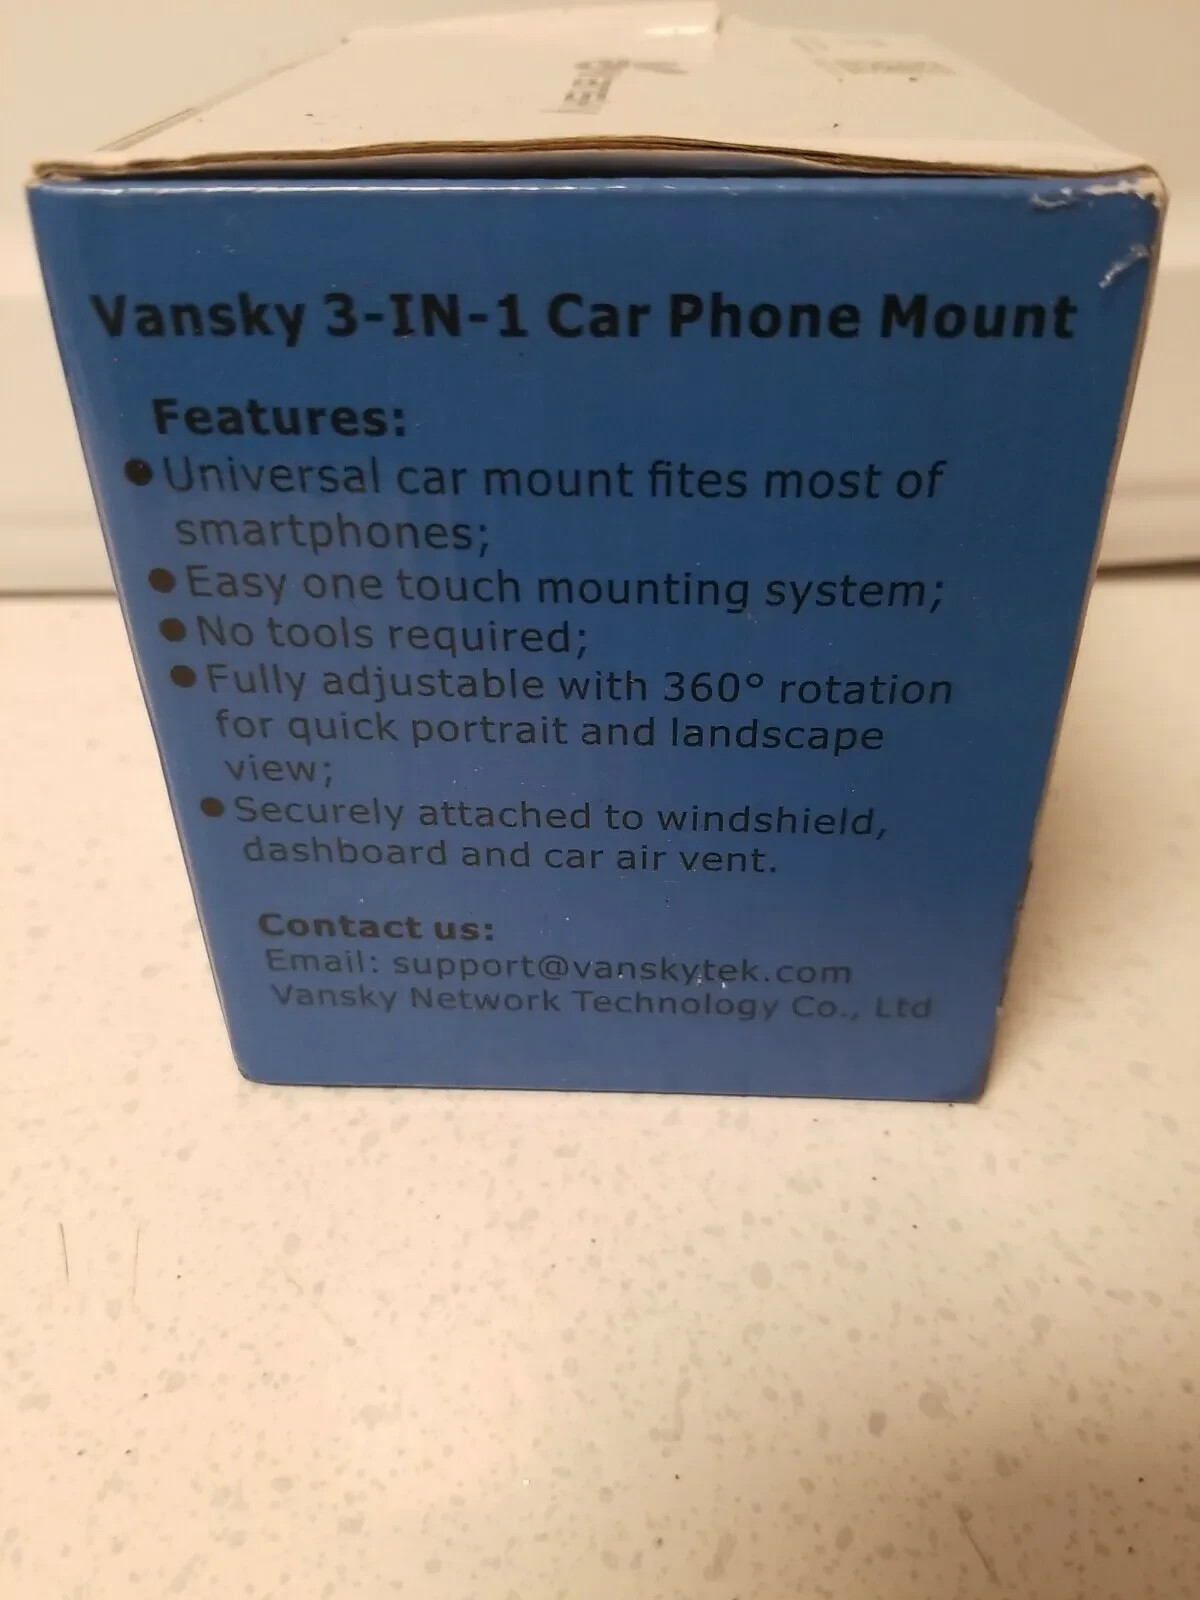 Vansky 3-IN-1 Car Phone Mount
Features:
● Universal car mount fites most of
smartphones;
● Easy one touch mounting system;
● No tools required;
● Fully adjustable with 360° rotation
for quick portrait and landscape
view;
● Securely attached to windshield,
dashboard and car air vent.
Contact us:
Email: support@vanskytek.com
Vansky Network Technology Co., Ltd